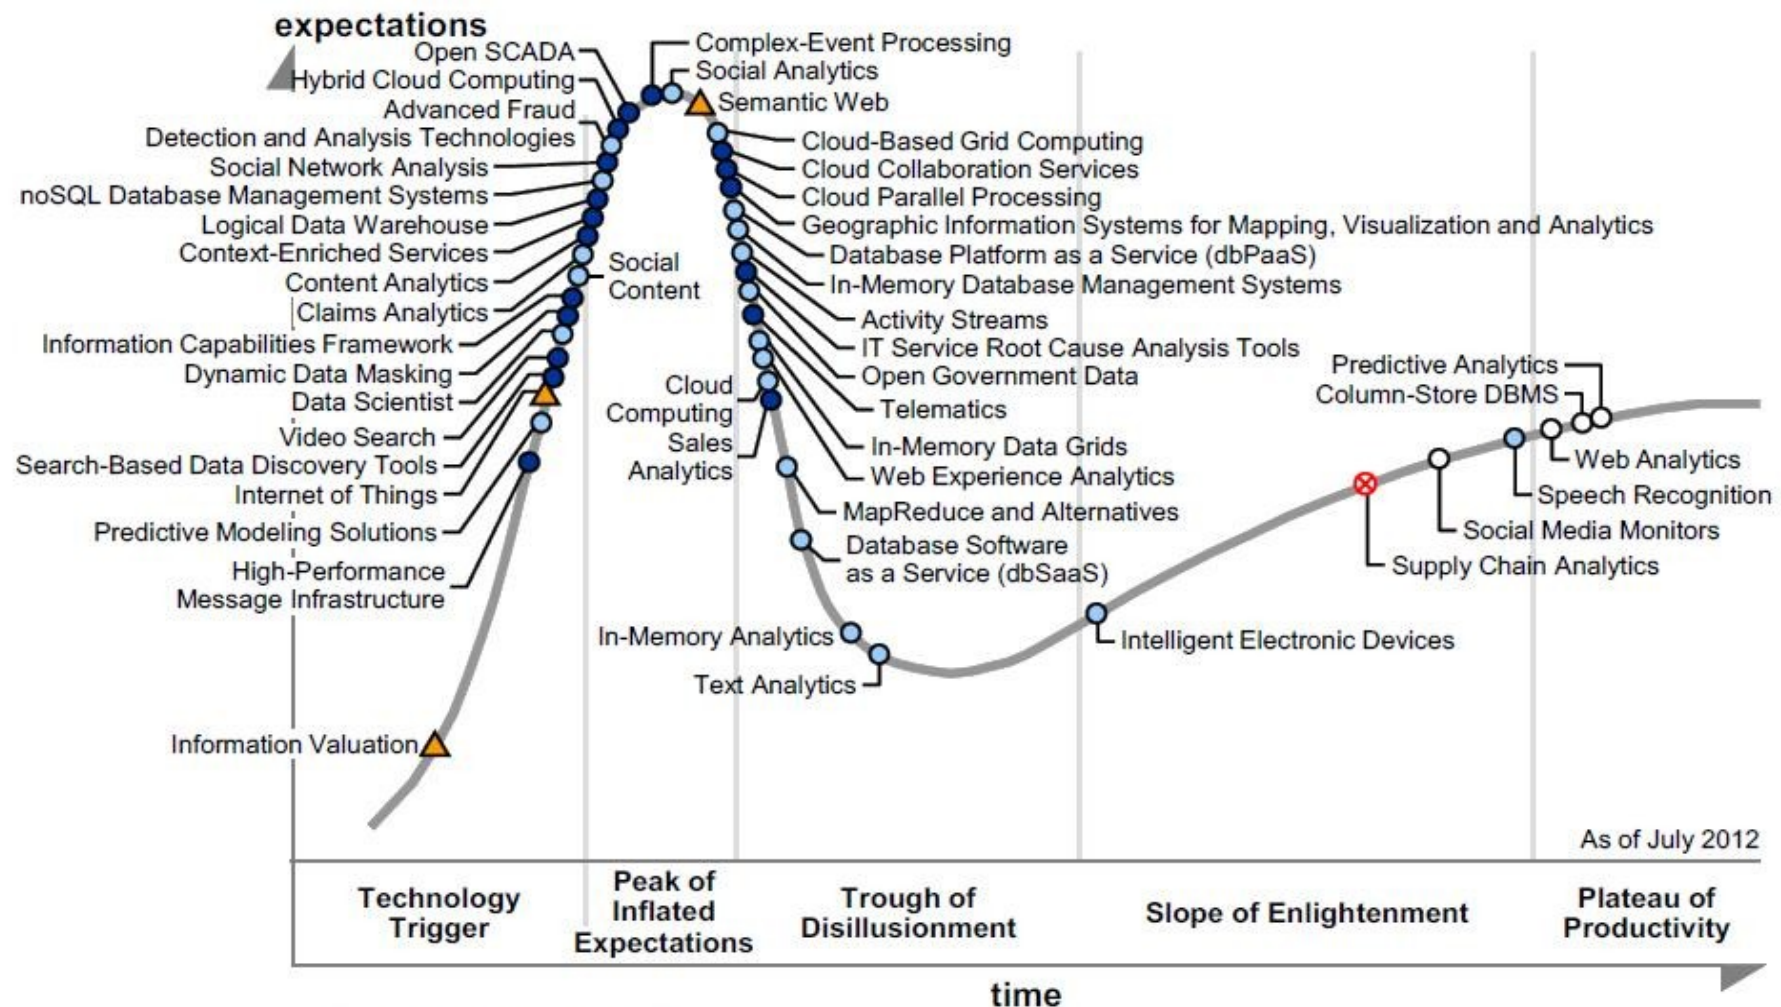 expectations
Open SCADA
Hybrid Cloud Computing
Advanced Fraud
Detection and Analysis Technologies
Social Network Analysis
noSQL Database Management Systems
Logical Data Warehouse
Context-Enriched Services
Content Analytics
Claims Analytics
Information Capabilities Framework
Dynamic Data Masking
Data Scientist
Video Search
Search-Based Data Discovery Tools
Internet of Things
Predictive Modeling Solutions
High-Performance
Message Infrastructure
Information Valuation
Social
Content
Complex-Event Processing
Social Analytics
Semantic Web
Cloud-Based Grid Computing
Cloud Collaboration Services
Cloud Parallel Processing
Geographic Information Systems for Mapping, Visualization and Analytics
Database Platform as a Service (dbPaaS)
In-Memory Database Management Systems
Activity Streams
IT Service Root Cause Analysis Tools
Open Government Data
Telematics
In-Memory Data Grids
Web Experience Analytics
Cloud
Computing
Sales
Analytics
MapReduce and Alternatives
Database Software
as a Service (dbSaaS)
In-Memory Analytics
Text Analytics
Intelligent Electronic Devices
Predictive Analytics
Column-Store DBMS
Web Analytics
Speech Recognition
Social Media Monitors
Supply Chain Analytics
As of July 2012
Technology
Trigger
Peak of
Inflated
Expectations
Trough of
Disillusionment
Slope of Enlightenment
Plateau of
Productivity
time